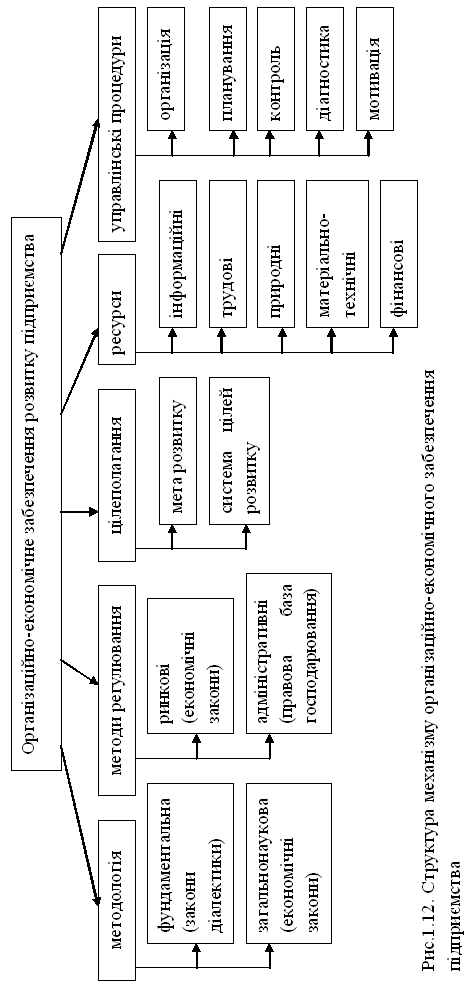 Організаційно-економічне забезпечення розвитку підприємства
методологія
фундаментальна
(закони
діалектики)
загальнонаукова
(економічні
закони)
методи регулювання
ринкові
(економічні
закони)
адміністративні
(правова база
господарювання)
цілеполагання
мета розвитку
система цілей
розвитку
ресурси
інформаційні
трудові
природні
матеріально-
технічні
фінансові
управлінські процедури
організація
планування
контроль
діагностика
мотивація
Рис.1.12. Структура механізму організаційно-економічного забезпечення
підприємства